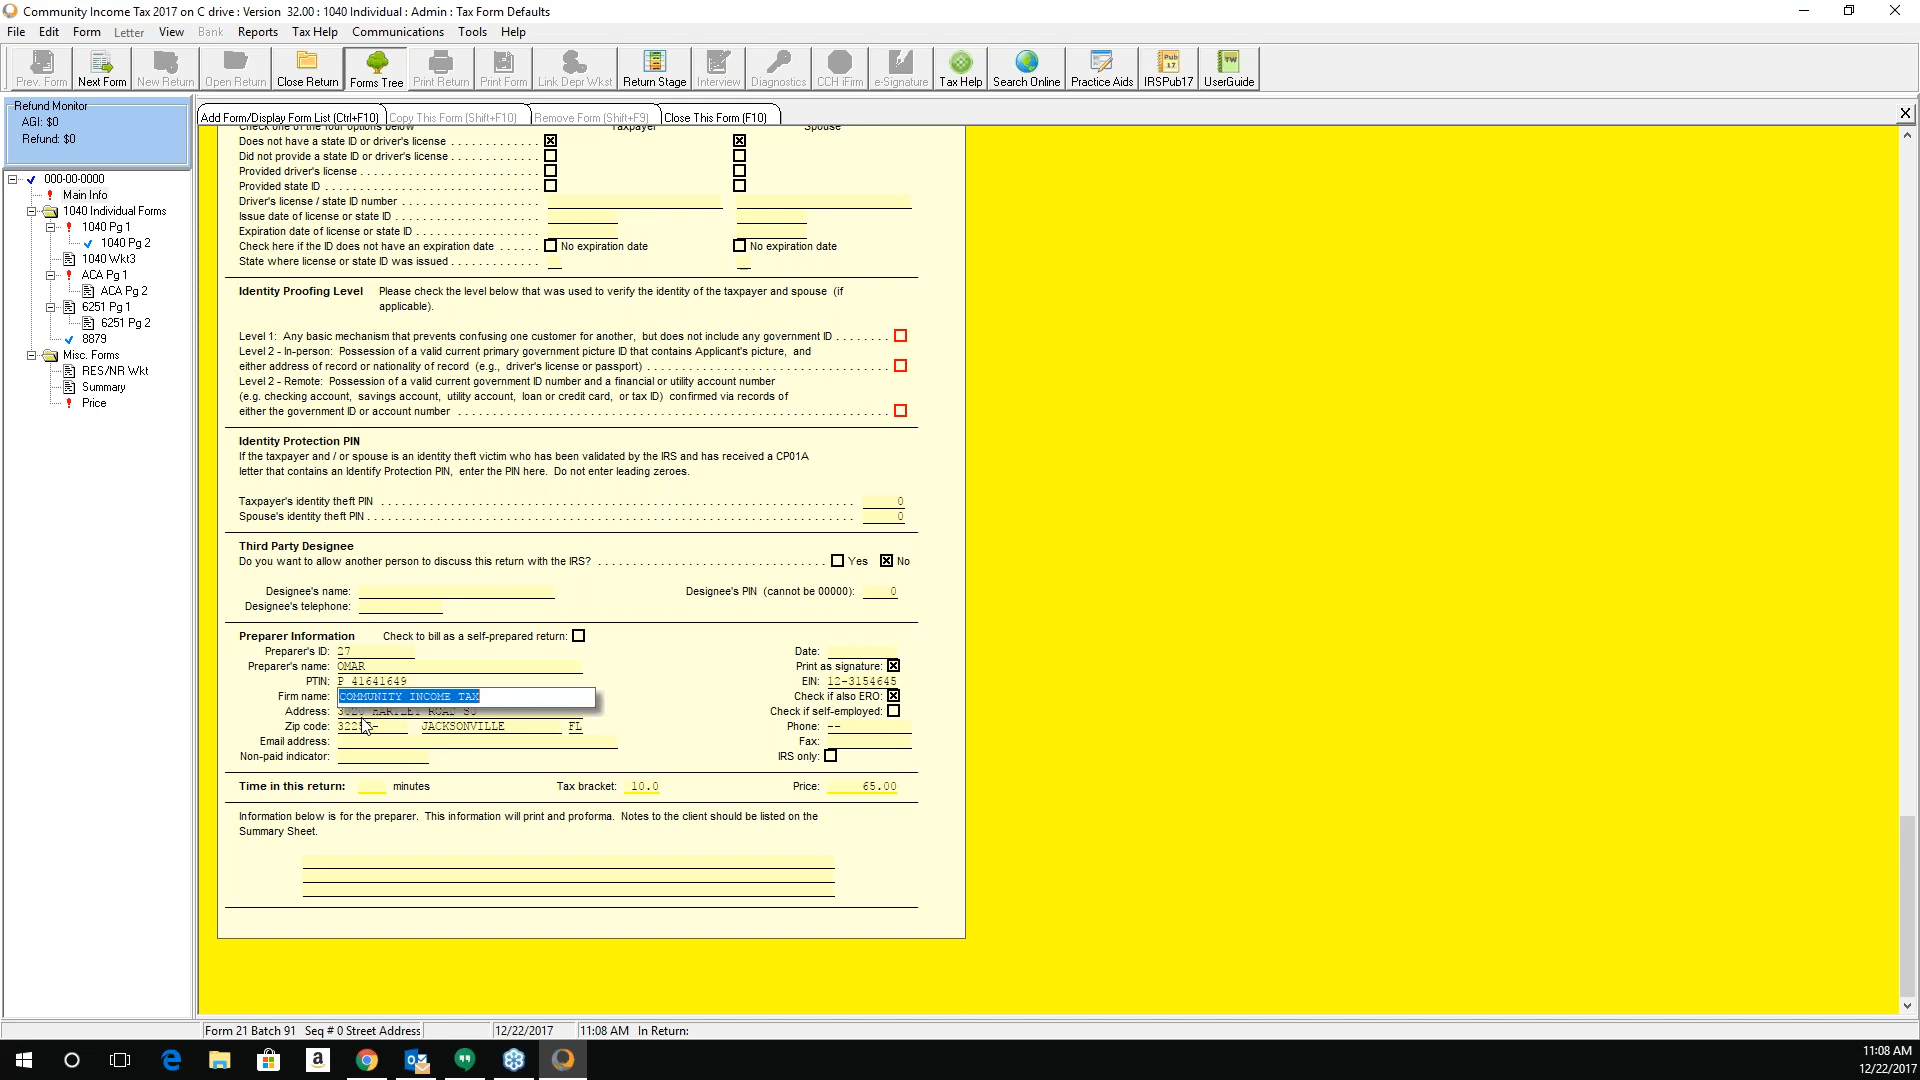 Community Income Tax 2017 on C drive : Version 32.00 : 1040 Individual : Admin : Tax Form Defaults
File Edit Form Letter View Bank Reports Tax Help Communications Tools Help
Prev. Form Next Form New Return Open Return Close Return Forms Tree Print Return Print Form Link Depr Wkst Return Stage Interview Diagnostics CCH iFirm e-Signature Tax Help Search Online Practice Aids IRSPub17 UserGuide
Refund Monitor
AGI: $0
Refund: $0
Add Form/Display Form List (Ctrl+F10) Copy This Form (Shift+F10) Remove Form (Shift+F9) Close This Form (F10)
000-00-0000
Main Info
1040 Individual Forms
1040 Pg 1
1040 Pg 2
1040 Wkt3
ACA Pg 1
ACA Pg 2
6251 Pg 1
6251 Pg 2
8879
Misc. Forms
RES/NR Wkt
Summary
Price
Check one of the four options below Taxpayer Spouse
Does not have a state ID or driver's license
Did not provide a state ID or driver's license
Provided driver's license
Provided state ID
Driver's license / state ID number
Issue date of license or state ID
Expiration date of license or state ID
Check here if the ID does not have an expiration date No expiration date No expiration date
State where license or state ID was issued
Identity Proofing Level Please check the level below that was used to verify the identity of the taxpayer and spouse (if
applicable).
Level 1: Any basic mechanism that prevents confusing one customer for another, but does not include any government ID
Level 2 - In-person: Possession of a valid current primary government picture ID that contains Applicant's picture, and
either address of record or nationality of record (e.g., driver's license or passport)
Level 2 - Remote: Possession of a valid current government ID number and a financial or utility account number
(e.g. checking account, savings account, utility account, loan or credit card, or tax ID) confirmed via records of
either the government ID or account number
Identity Protection PIN
If the taxpayer and / or spouse is an identity theft victim who has been validated by the IRS and has received a CP01A
letter that contains an Identify Protection PIN, enter the PIN here. Do not enter leading zeroes.
Taxpayer's identity theft PIN 0
Spouse's identity theft PIN 0
Third Party Designee
Do you want to allow another person to discuss this return with the IRS? Yes No
Designee's name: Designee's PIN (cannot be 00000): 0
Designee's telephone:
Preparer Information Check to bill as a self-prepared return:
Preparer's ID: 27 Date:
Preparer's name: OMAR Print as signature:
PTIN: P 41641649 EIN: 12-3154645
Firm name: COMMUNITY INCOME TAX Check if also ERO:
Address: HARTLEY ROAD Check if self-employed:
Zip code: JACKSONVILLE FL Phone: --
Email address: Fax:
Non-paid indicator: IRS only:
Time in this return: minutes Tax bracket: 10.0 Price: 65.00
Information below is for the preparer. This information will print and proforma. Notes to the client should be listed on the
Summary Sheet.
Form 21 Batch 91 Seq # 0 Street Address 12/22/2017 11:08 AM In Return:
11:08 AM
12/22/2017